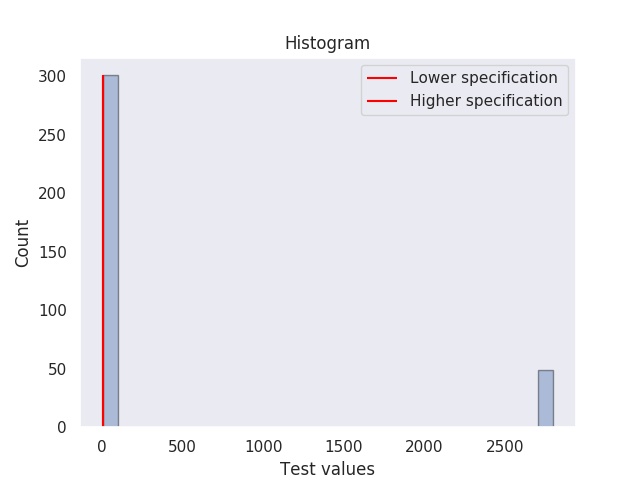 Histogram
Lower specification
Higher specification
300
250
200
150
100
50
0
Count
0 500 1000 1500 2000 2500
Test values